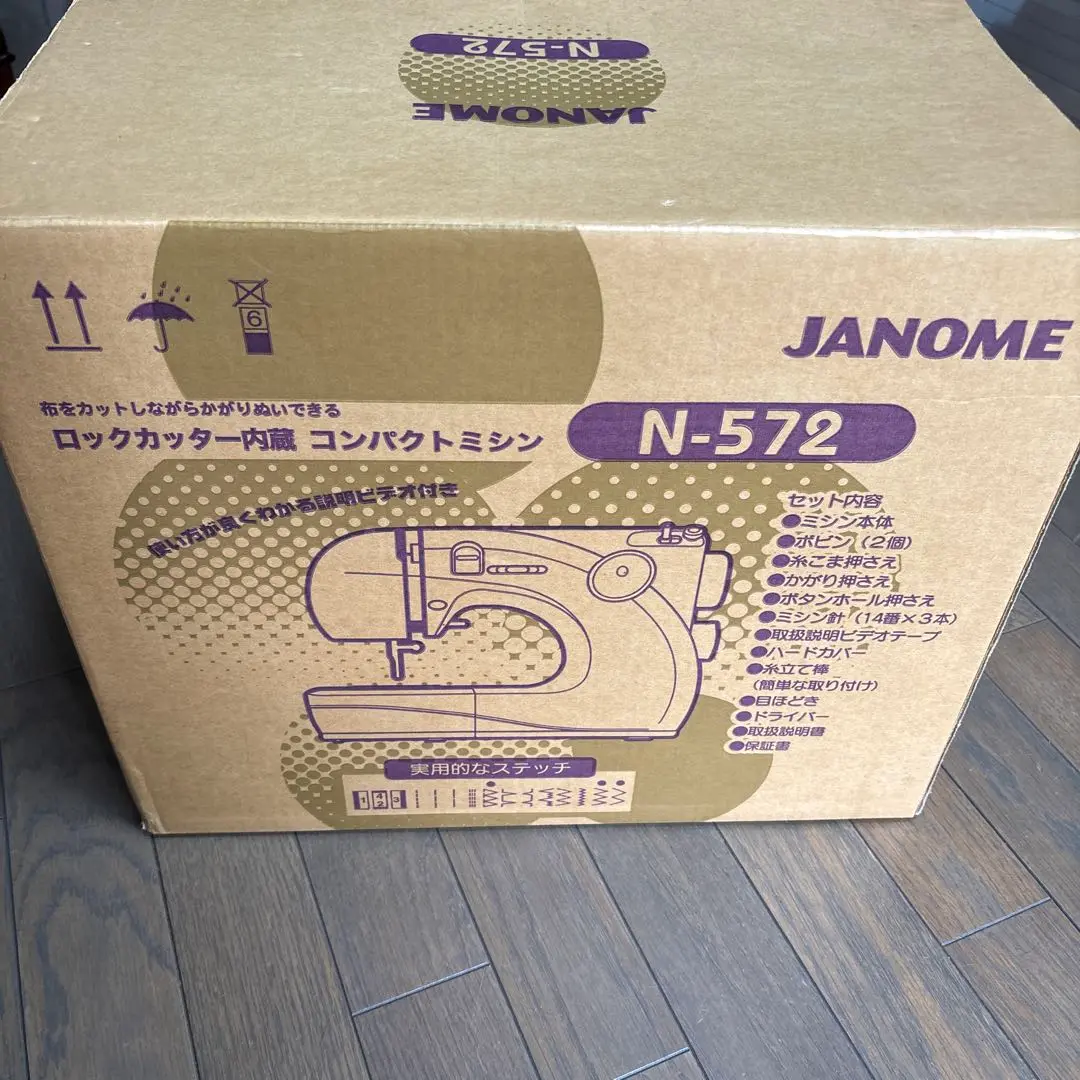 N-572
JANOME
6
JANOME
布をカットしながらかがりぬいできる
ロックカッター内蔵 コンパクトミシン
N-572
使い方が良くわかる説明ビデオ付き
セット内容
●ミシン本体
●ボビン(2個)
●糸こま押さえ
●かがり押さえ
●ボタンホール押さえ
●ミシン針(14番×3本)
●取扱説明ビデオテープ
●ハードカバー
●糸立て棒
(簡単な取り付け)
●目ほどき
●ドライバー
●取扱説明書
●保証書
実用的なステッチ
1 4 2 3